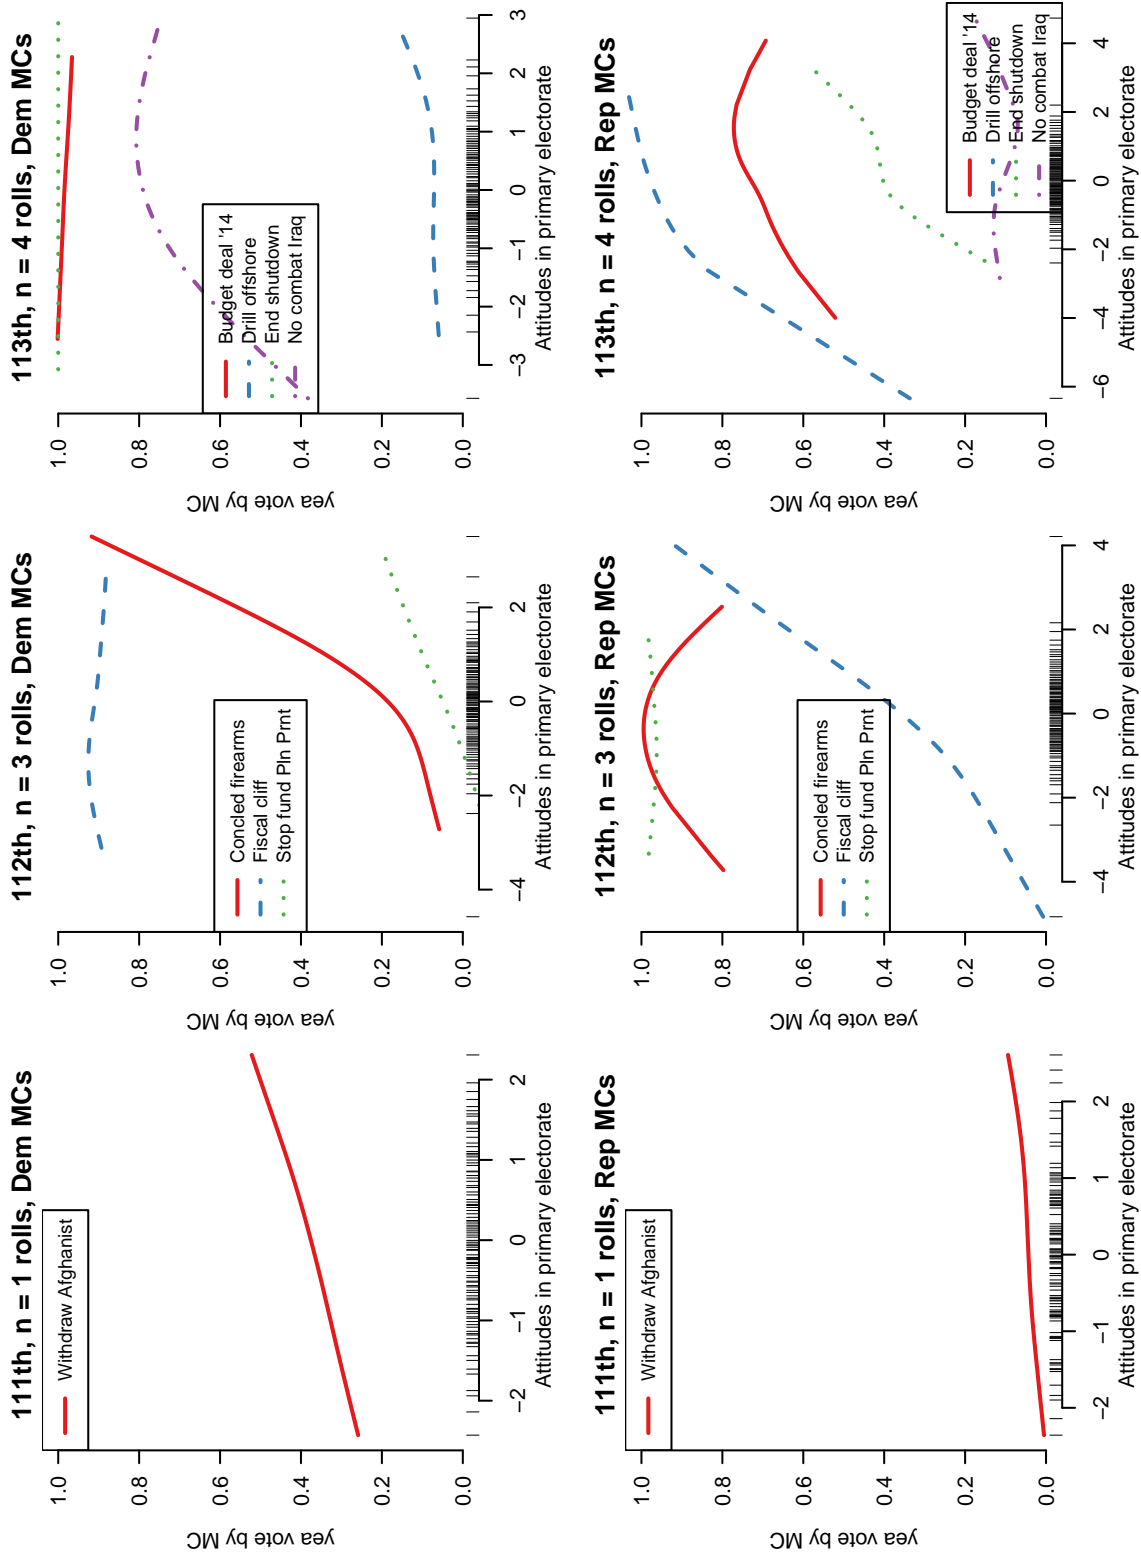 111th, n = 1 rolls, Dem MCs
yea vote by MC
1.0
0.8
0.6
0.4
0.2
0.0
Withdraw Afghanist
−2 −1 0 1 2
Attitudes in primary electorate
112th, n = 3 rolls, Dem MCs
yea vote by MC
1.0
0.8
0.6
0.4
0.2
0.0
Concled firearms
Fiscal cliff
Stop fund Pln Prnt
−4 −2 0 2
Attitudes in primary electorate
113th, n = 4 rolls, Dem MCs
yea vote by MC
1.0
0.8
0.6
0.4
0.2
0.0
Budget deal '14
Drill offshore
End shutdown
No combat Iraq
−3 −2 −1 0 1 2 3
Attitudes in primary electorate
111th, n = 1 rolls, Rep MCs
yea vote by MC
1.0
0.8
0.6
0.4
0.2
0.0
Withdraw Afghanist
−2 −1 0 1 2
Attitudes in primary electorate
112th, n = 3 rolls, Rep MCs
yea vote by MC
1.0
0.8
0.6
0.4
0.2
0.0
Concled firearms
Fiscal cliff
Stop fund Pln Prnt
−4 −2 0 2 4
Attitudes in primary electorate
113th, n = 4 rolls, Rep MCs
yea vote by MC
1.0
0.8
0.6
0.4
0.2
0.0
Budget deal '14
Drill offshore
End shutdown
No combat Iraq
−6 −4 −2 0 2 4
Attitudes in primary electorate